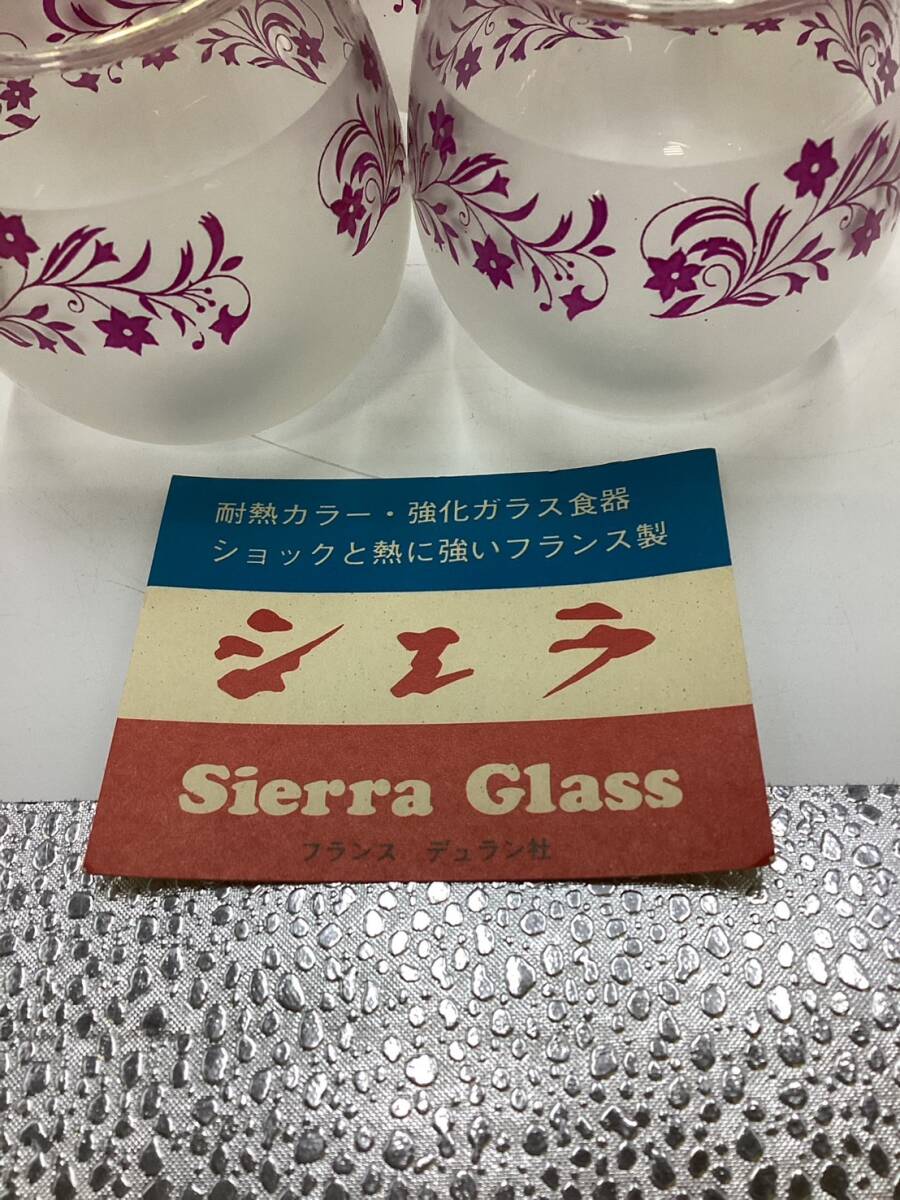 耐熱カラー・強化ガラス食器
ショックと熱に強いフランス製
シエラ
Sierra Glass
フランス デュラン社